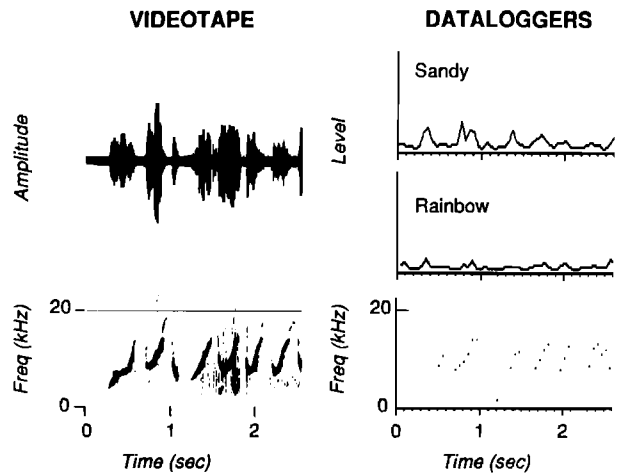 VIDEOTAPE
DATALOGGERS
Amplitude
Level
Sandy
Rainbow
Freq (kHz)
20
0
0 1 2
Time (sec)
Freq (kHz)
20
0
0 1 2
Time (sec)